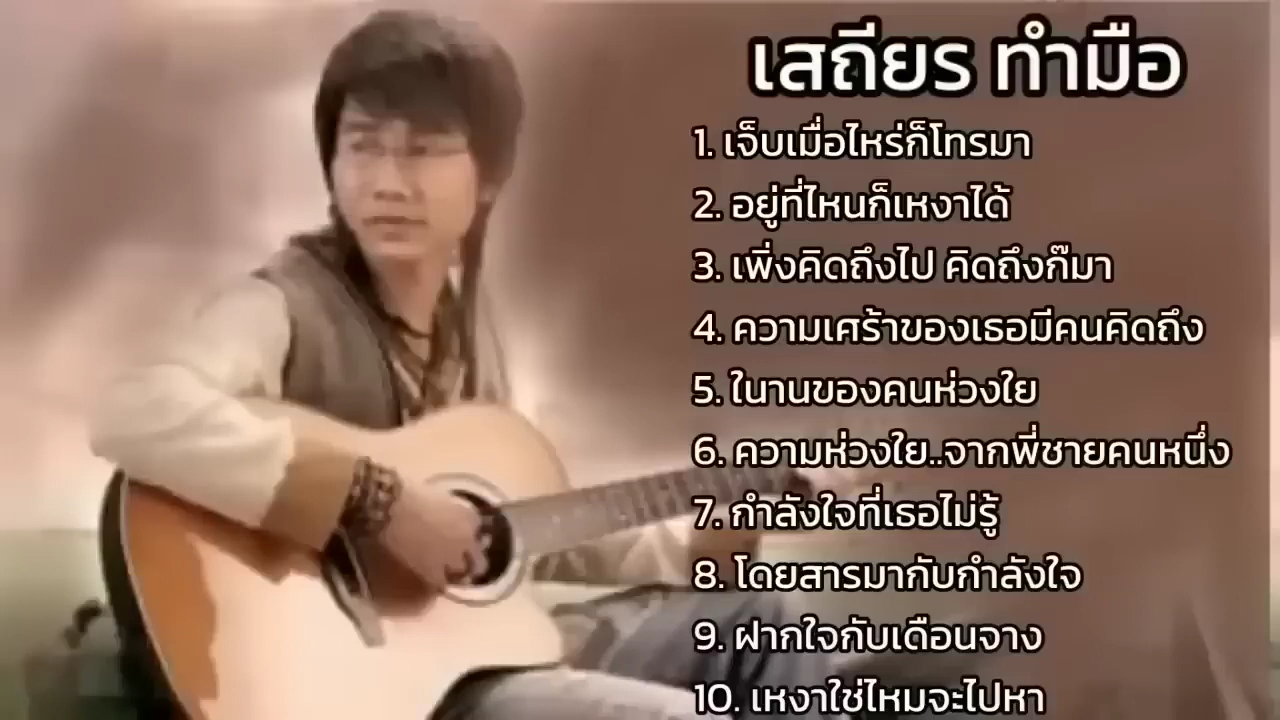 เสถียร ทำมือ
1. เจ็บเมื่อไหร่ก็โทรมา
2. อยู่ที่ไหนก็เหงาได้
3. เพิ่งคิดถึงไป คิดถึงก๊มา
4. ความเศร้าของเธอมีคนคิดถึง
5. ในนานของคนห่วงใย
6. ความห่วงใย..จากพี่ชายคนหนึ่ง
7. กำลังใจที่เธอไม่รู้
8. โดยสารมากับกำลังใจ
9. ฝากใจกับเดือนจาง
10. เหงาใช่ไหมจะไปหา